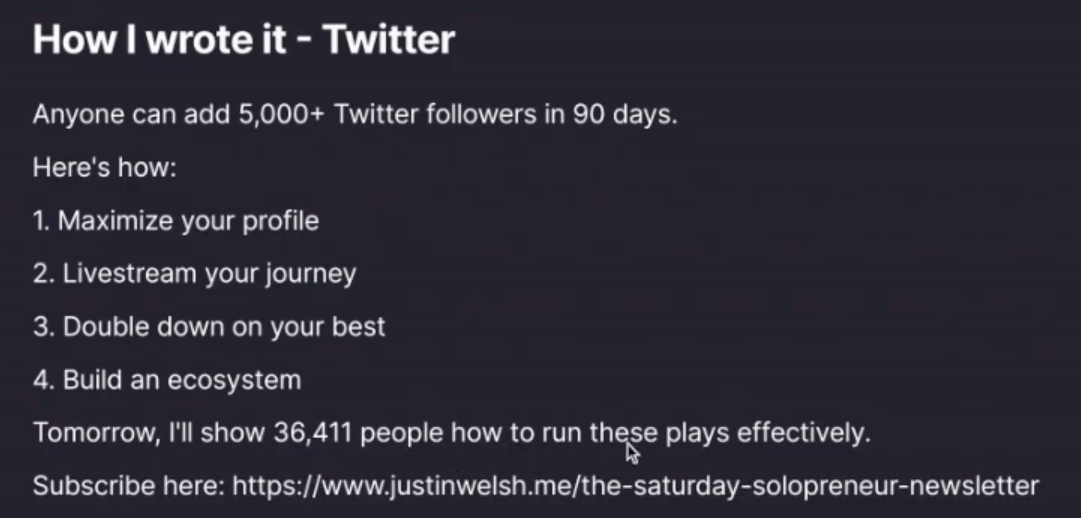 How I wrote it - Twitter
Anyone can add 5,000+ Twitter followers in 90 days.
Here's how:
1. Maximize your profile
2. Livestream your journey
3. Double down on your best
4. Build an ecosystem
Tomorrow, I'll show 36,411 people how to run these plays effectively.
Subscribe here: https://www.justinwelsh.me/the-saturday-solopreneur-newsletter